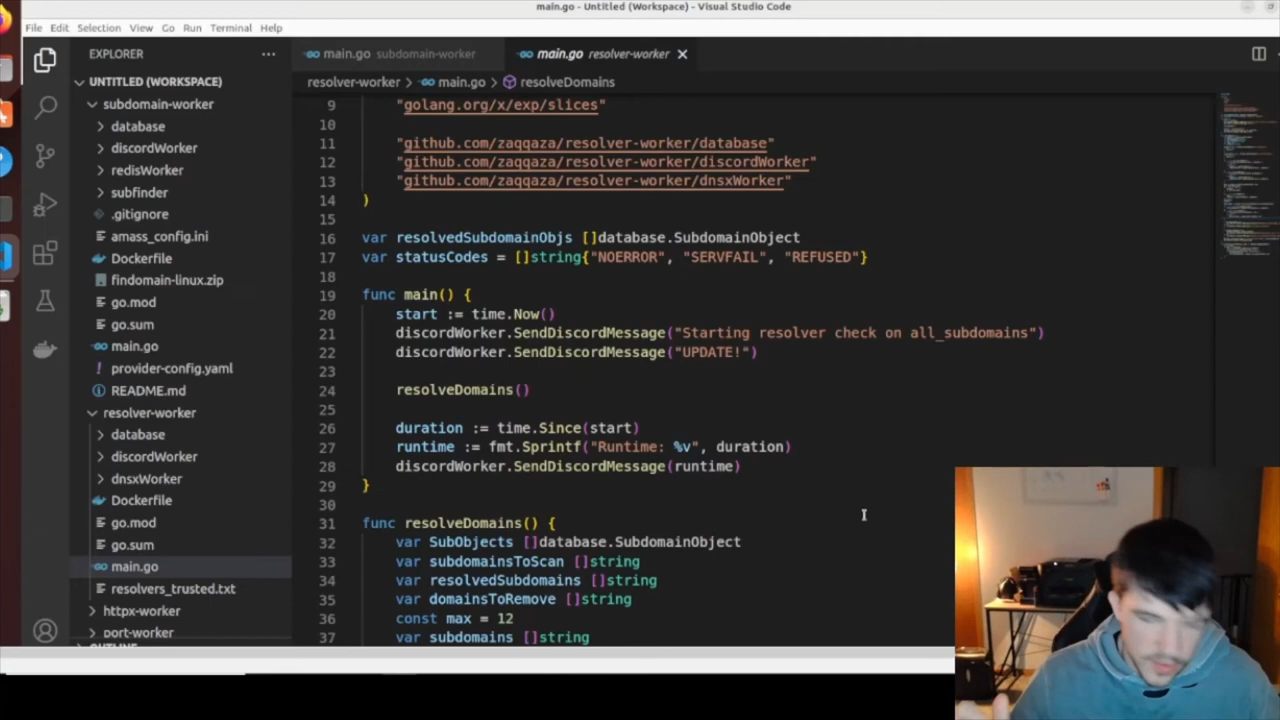 main.go - Untitled (Workspace) - Visual Studio Code
File Edit Selection View Go Run Terminal Help
EXPLORER
UNTITLED (WORKSPACE)
subdomain-worker
database
discordWorker
redisWorker
subfinder
.gitignore
amass_config.ini
Dockerfile
findomain-linux.zip
go.mod
go.sum
main.go
provider-config.yaml
README.md
resolver-worker
database
discordWorker
dnsxWorker
Dockerfile
go.mod
go.sum
main.go
resolvers_trusted.txt
httpx-worker
port-worker
OUTLINE
main.go subdomain-worker main.go resolver-worker
resolver-worker > main.go > resolveDomains
9 "golang.org/x/exp/slices"
10
11 "github.com/zaqqaza/resolver-worker/database"
12 "github.com/zaqqaza/resolver-worker/discordWorker"
13 "github.com/zaqqaza/resolver-worker/dnsxWorker"
14 )
15
16 var resolvedSubdomainObjs []database.SubdomainObject
17 var statusCodes = []string{"NOERROR", "SERVFAIL", "REFUSED"}
18
19 func main() {
20 start := time.Now()
21 discordWorker.SendDiscordMessage("Starting resolver check on all_subdomains")
22 discordWorker.SendDiscordMessage("UPDATE!")
23
24 resolveDomains()
25
26 duration := time.Since(start)
27 runtime := fmt.Sprintf("Runtime: %v", duration)
28 discordWorker.SendDiscordMessage(runtime)
29 }
30
31 func resolveDomains() {
32 var SubObjects []database.SubdomainObject
33 var subdomainsToScan []string
34 var resolvedSubdomains []string
35 var domainsToRemove []string
36 const max = 12
37 var subdomains []string